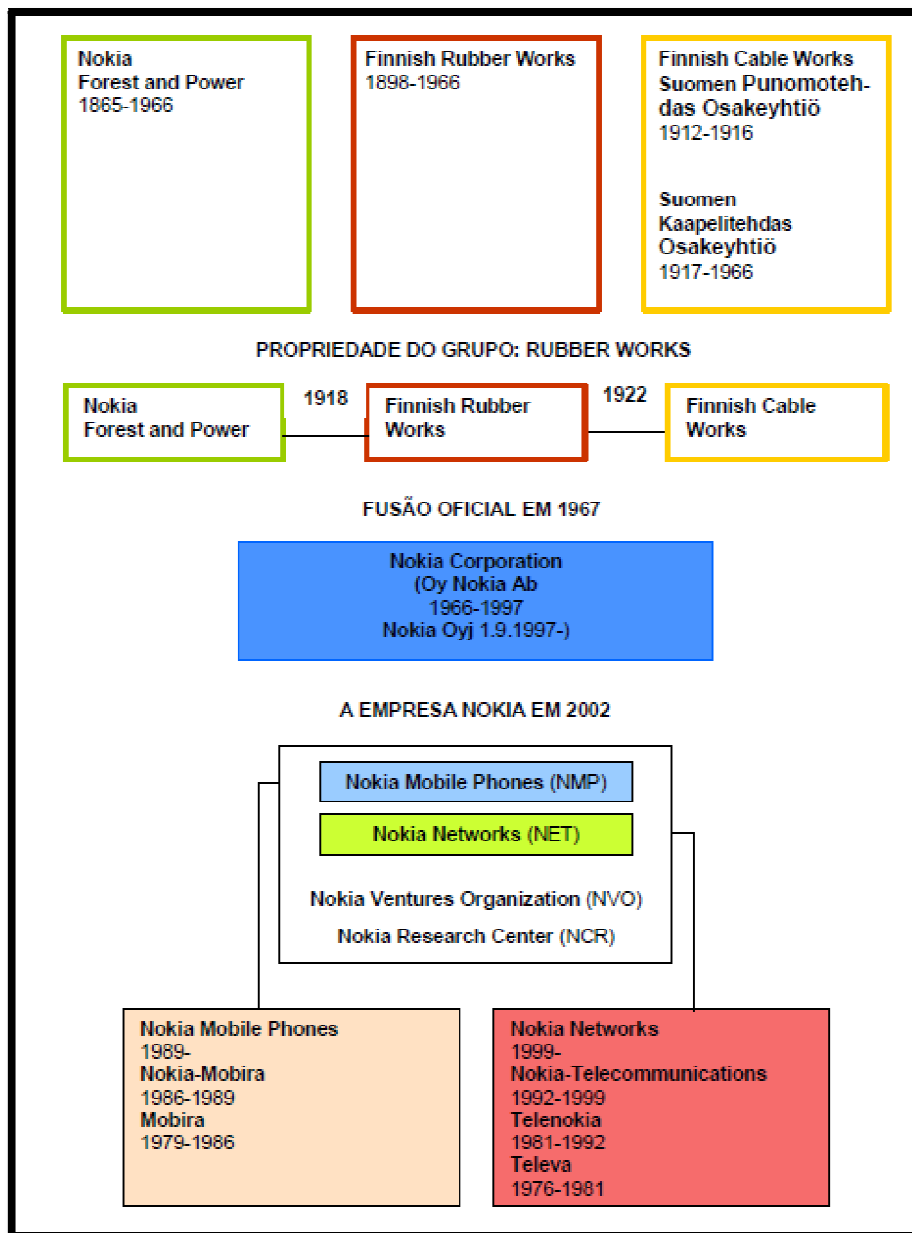 Nokia
Forest and Power
1865-1966
Finnish Rubber Works
1898-1966
Finnish Cable Works
Suomen Punomoteh-
das Osakeyhtiö
1912-1916
Suomen
Kaapelitehdas
Osakeyhtiö
1917-1966
PROPRIEDADE DO GRUPO: RUBBER WORKS
Nokia
Forest and Power
1918
Finnish Rubber
Works
1922
Finnish Cable
Works
FUSÃO OFICIAL EM 1967
Nokia Corporation
(Oy Nokia Ab
1966-1997
Nokia Oyj 1.9.1997-)
A EMPRESA NOKIA EM 2002
Nokia Mobile Phones (NMP)
Nokia Networks (NET)
Nokia Ventures Organization (NVO)
Nokia Research Center (NCR)
Nokia Mobile Phones
1989-
Nokia-Mobira
1986-1989
Mobira
1979-1986
Nokia Networks
1999-
Nokia-Telecommunications
1992-1999
Telenokia
1981-1992
Televa
1976-1981